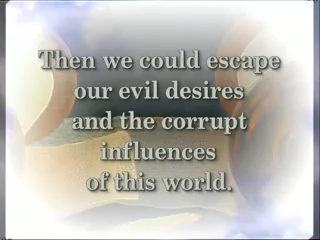 Then we could escape
our evil desires
and the corrupt
influences
of this world.